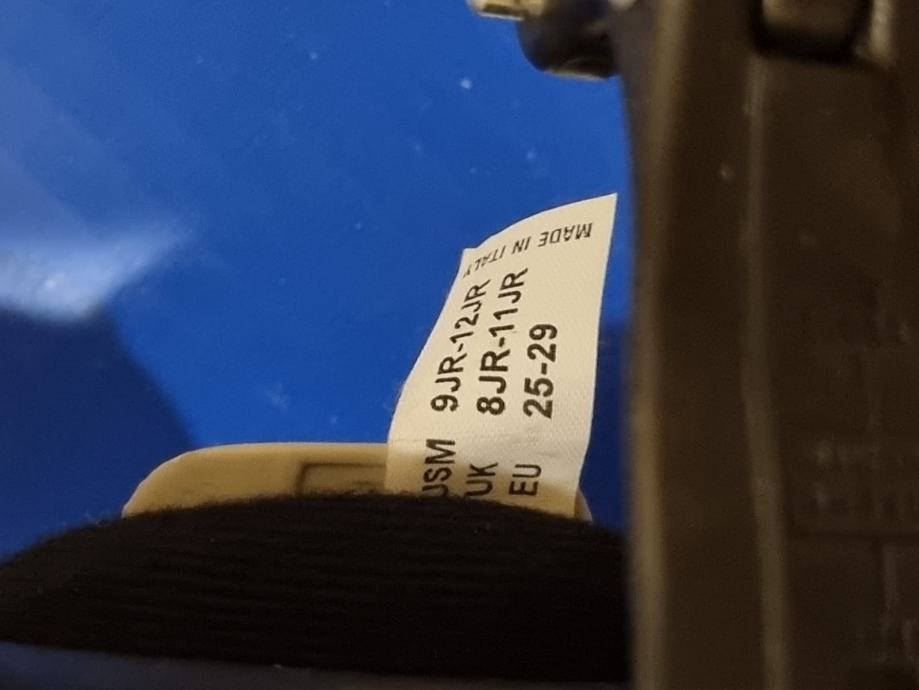 MADE IN ITALY
USM 9JR-12JR
UK 8JR-11JR
EU 25-29